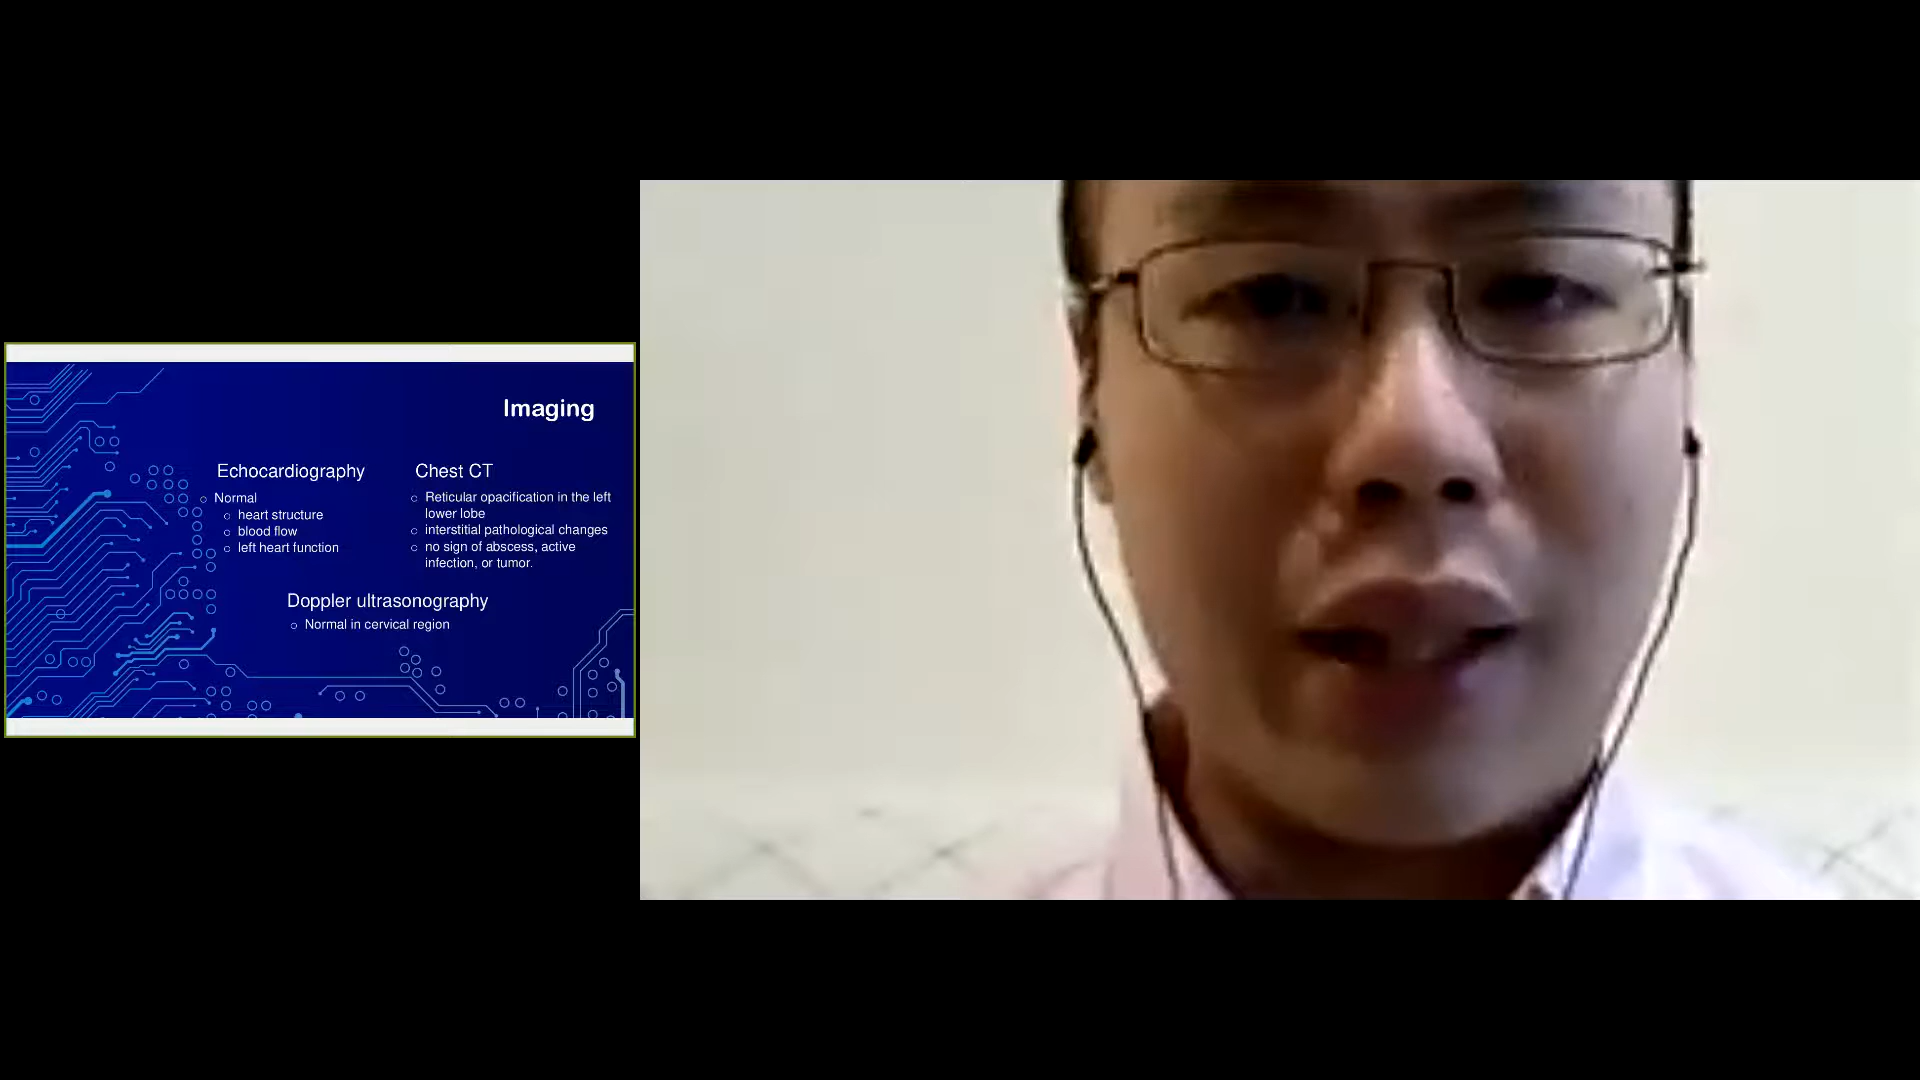 Imaging
Echocardiography
Normal
heart structure
blood flow
left heart function
Chest CT
Reticular opacification in the left
lower lobe
interstitial pathological changes
no sign of abscess, active
infection, or tumor.
Doppler ultrasonography
Normal in cervical region